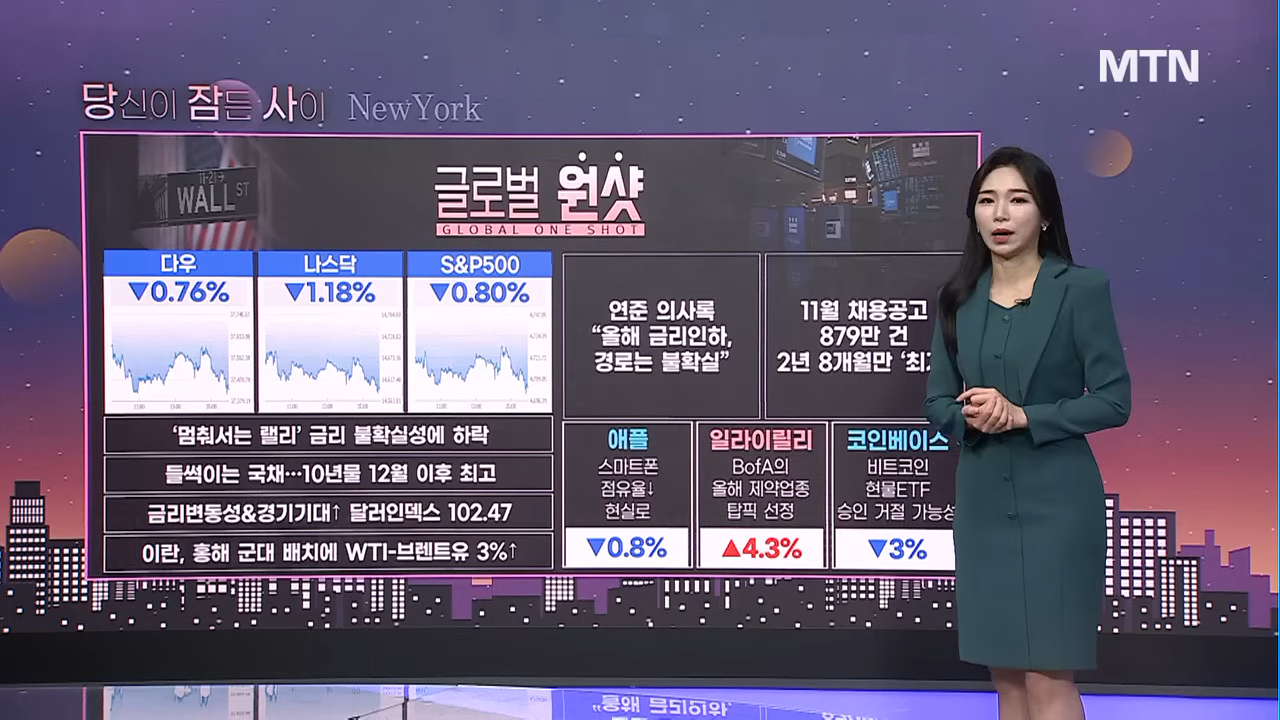 MTN
당신이 잠든 사이 NewYork
WALL ST
글로벌 원샷
GLOBAL ONE SHOT
다우
▼0.76%
나스닥
▼1.18%
S&P500
▼0.80%
연준 의사록
“올해 금리인하,
경로는 불확실”
11월 채용공고
879만 건
2년 8개월만 ‘최
‘멈춰서는 랠리’ 금리 불확실성에 하락
들썩이는 국채…10년물 12월 이후 최고
금리변동성&경기기대↑ 달러인덱스 102.47
이란, 홍해 군대 배치에 WTI-브렌트유 3%↑
애플
스마트폰
점유율↓
현실로
▼0.8%
일라이릴리
BofA의
올해 제약업종
탑픽 선정
▲4.3%
코인베이스
비트코인
현물ETF
승인 거절 가능성
▼3%